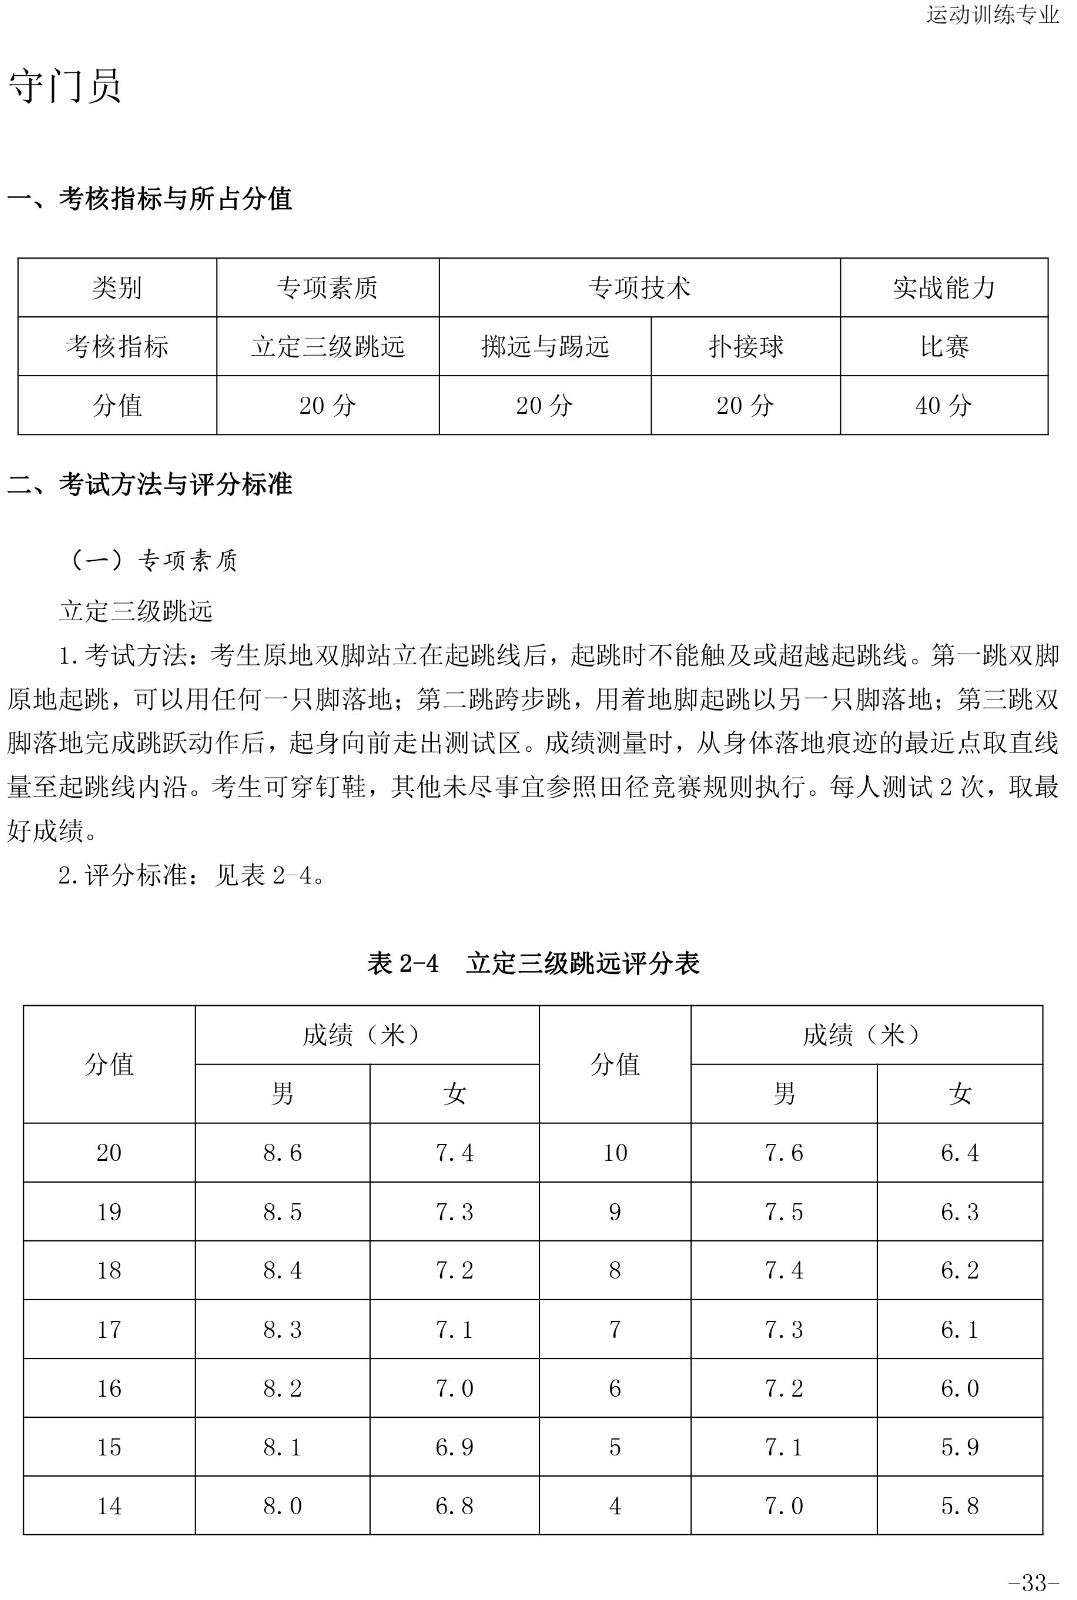 运动训练专业
守门员
一、考核指标与所占分值
类别 专项素质 专项技术 实战能力
考核指标 立定三级跳远 掷远与踢远 扑接球 比赛
分值 20 分 20 分 20 分 40 分
二、考试方法与评分标准
（一）专项素质
立定三级跳远
1.考试方法：考生原地双脚站立在起跳线后，起跳时不能触及或超越起跳线。第一跳双脚
原地起跳，可以用任何一只脚落地；第二跳跨步跳，用着地脚起跳以另一只脚落地；第三跳双
脚落地完成跳跃动作后，起身向前走出测试区。成绩测量时，从身体落地痕迹的最近点取直线
量至起跳线内沿。考生可穿钉鞋，其他未尽事宜参照田径竞赛规则执行。每人测试 2 次，取最
好成绩。
2.评分标准：见表 2-4。
表 2-4 立定三级跳远评分表
分值 成绩（米） 分值 成绩（米）
男 女 男 女
20 8.6 7.4 10 7.6 6.4
19 8.5 7.3 9 7.5 6.3
18 8.4 7.2 8 7.4 6.2
17 8.3 7.1 7 7.3 6.1
16 8.2 7.0 6 7.2 6.0
15 8.1 6.9 5 7.1 5.9
14 8.0 6.8 4 7.0 5.8
-33-